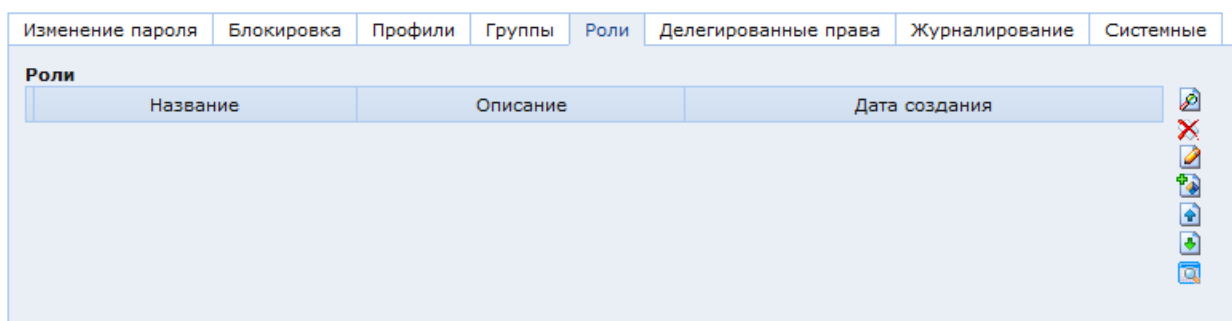 Изменение пароля Блокировка Профили Группы Роли Делегированные права Журналирование Системные
Роли
Название Описание Дата создания